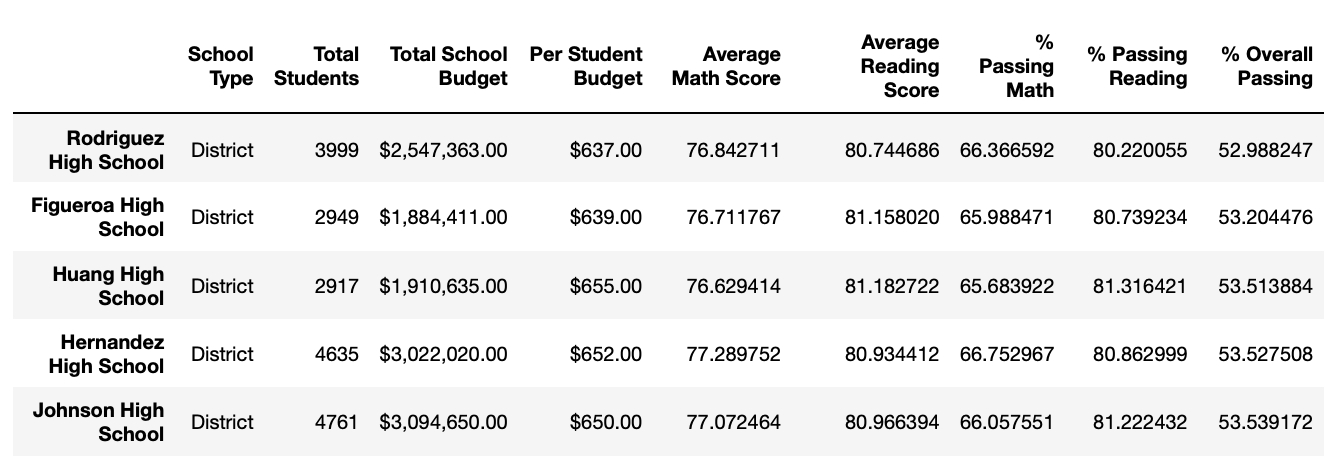 School Type Total Students Total School Budget Per Student Budget Average Math Score Average Reading Score % Passing Math % Passing Reading % Overall Passing
Rodriguez High School District 3999 $2,547,363.00 $637.00 76.842711 80.744686 66.366592 80.220055 52.988247
Figueroa High School District 2949 $1,884,411.00 $639.00 76.711767 81.158020 65.988471 80.739234 53.204476
Huang High School District 2917 $1,910,635.00 $655.00 76.629414 81.182722 65.683922 81.316421 53.513884
Hernandez High School District 4635 $3,022,020.00 $652.00 77.289752 80.934412 66.752967 80.862999 53.527508
Johnson High School District 4761 $3,094,650.00 $650.00 77.072464 80.966394 66.057551 81.222432 53.539172